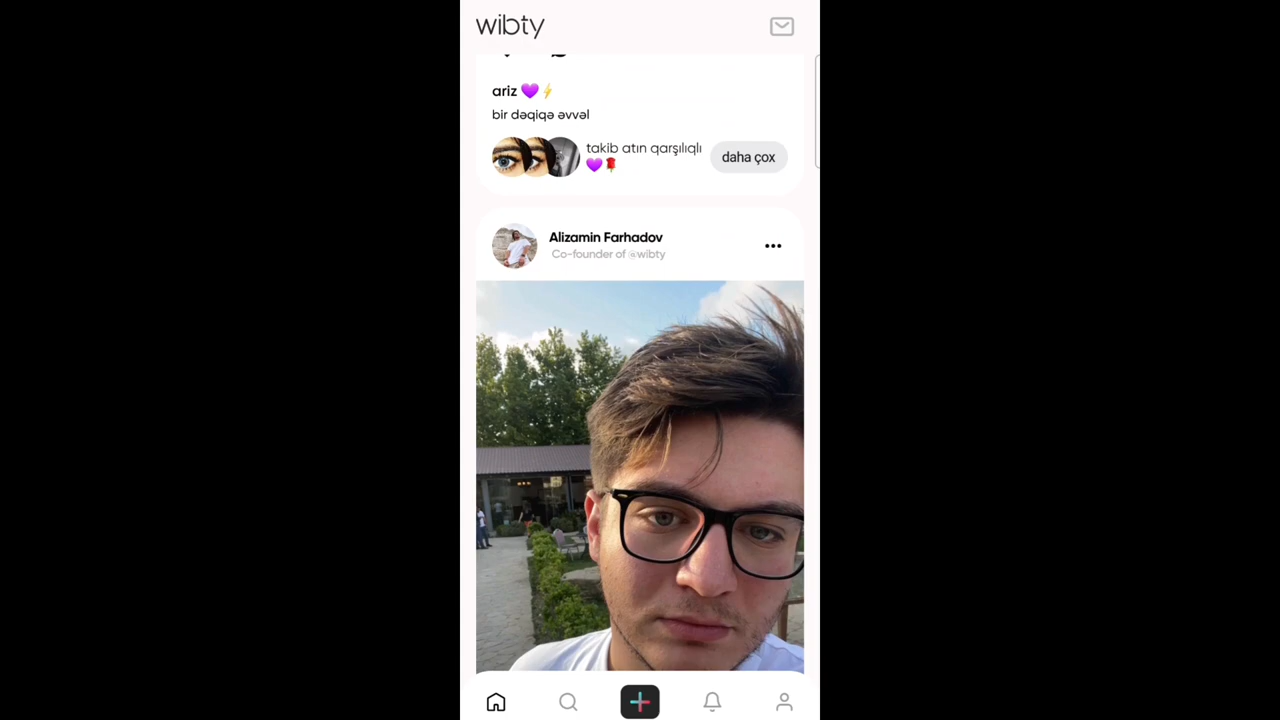 wibty
ariz 💜⚡
bir dəqiqə əvvəl
takib atın qarşılıqlı
💜🌹
daha çox
Alizamin Farhadov
Co-founder of @wibty